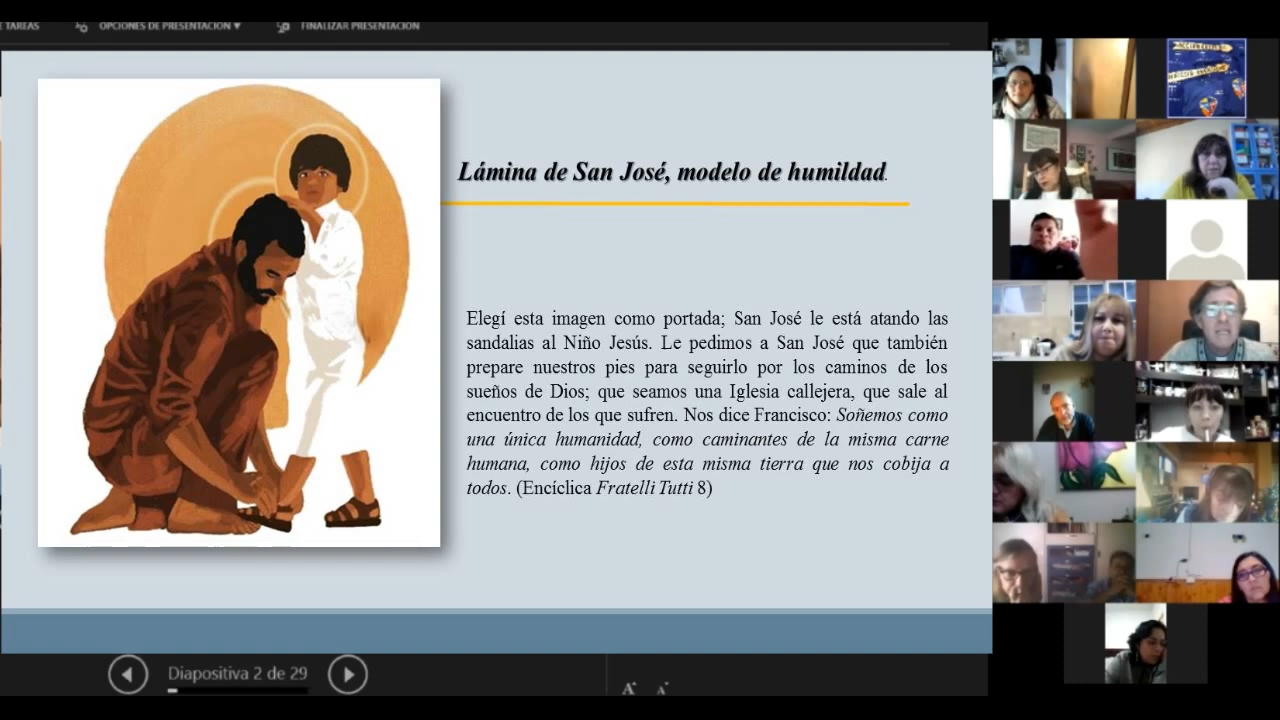 E TAREAS OPCIONES DE PRESENTACIÓN ▼ FINALIZAR PRESENTACIÓN
Lámina de San José, modelo de humildad.
Elegí esta imagen como portada; San José le está atando las
sandalias al Niño Jesús. Le pedimos a San José que también
prepare nuestros pies para seguirlo por los caminos de los
sueños de Dios; que seamos una Iglesia callejera, que sale al
encuentro de los que sufren. Nos dice Francisco: Soñemos como
una única humanidad, como caminantes de la misma carne
humana, como hijos de esta misma tierra que nos cobija a
todos. (Encíclica Fratelli Tutti 8)
Diapositiva 2 de 29
A A